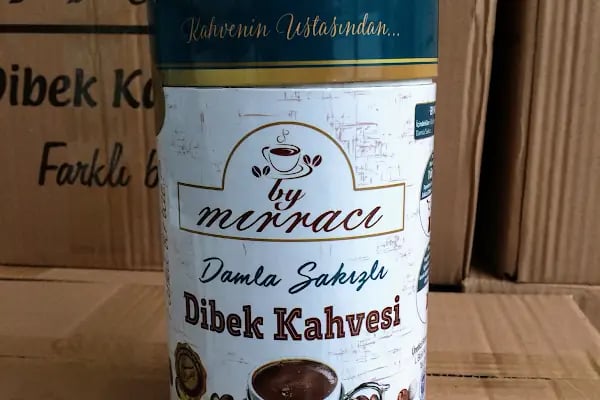 Kahvenin Ustasından...
Dibek Ka
Farklı b
by
mırracı
Damla Sakızlı
Dibek Kahvesi